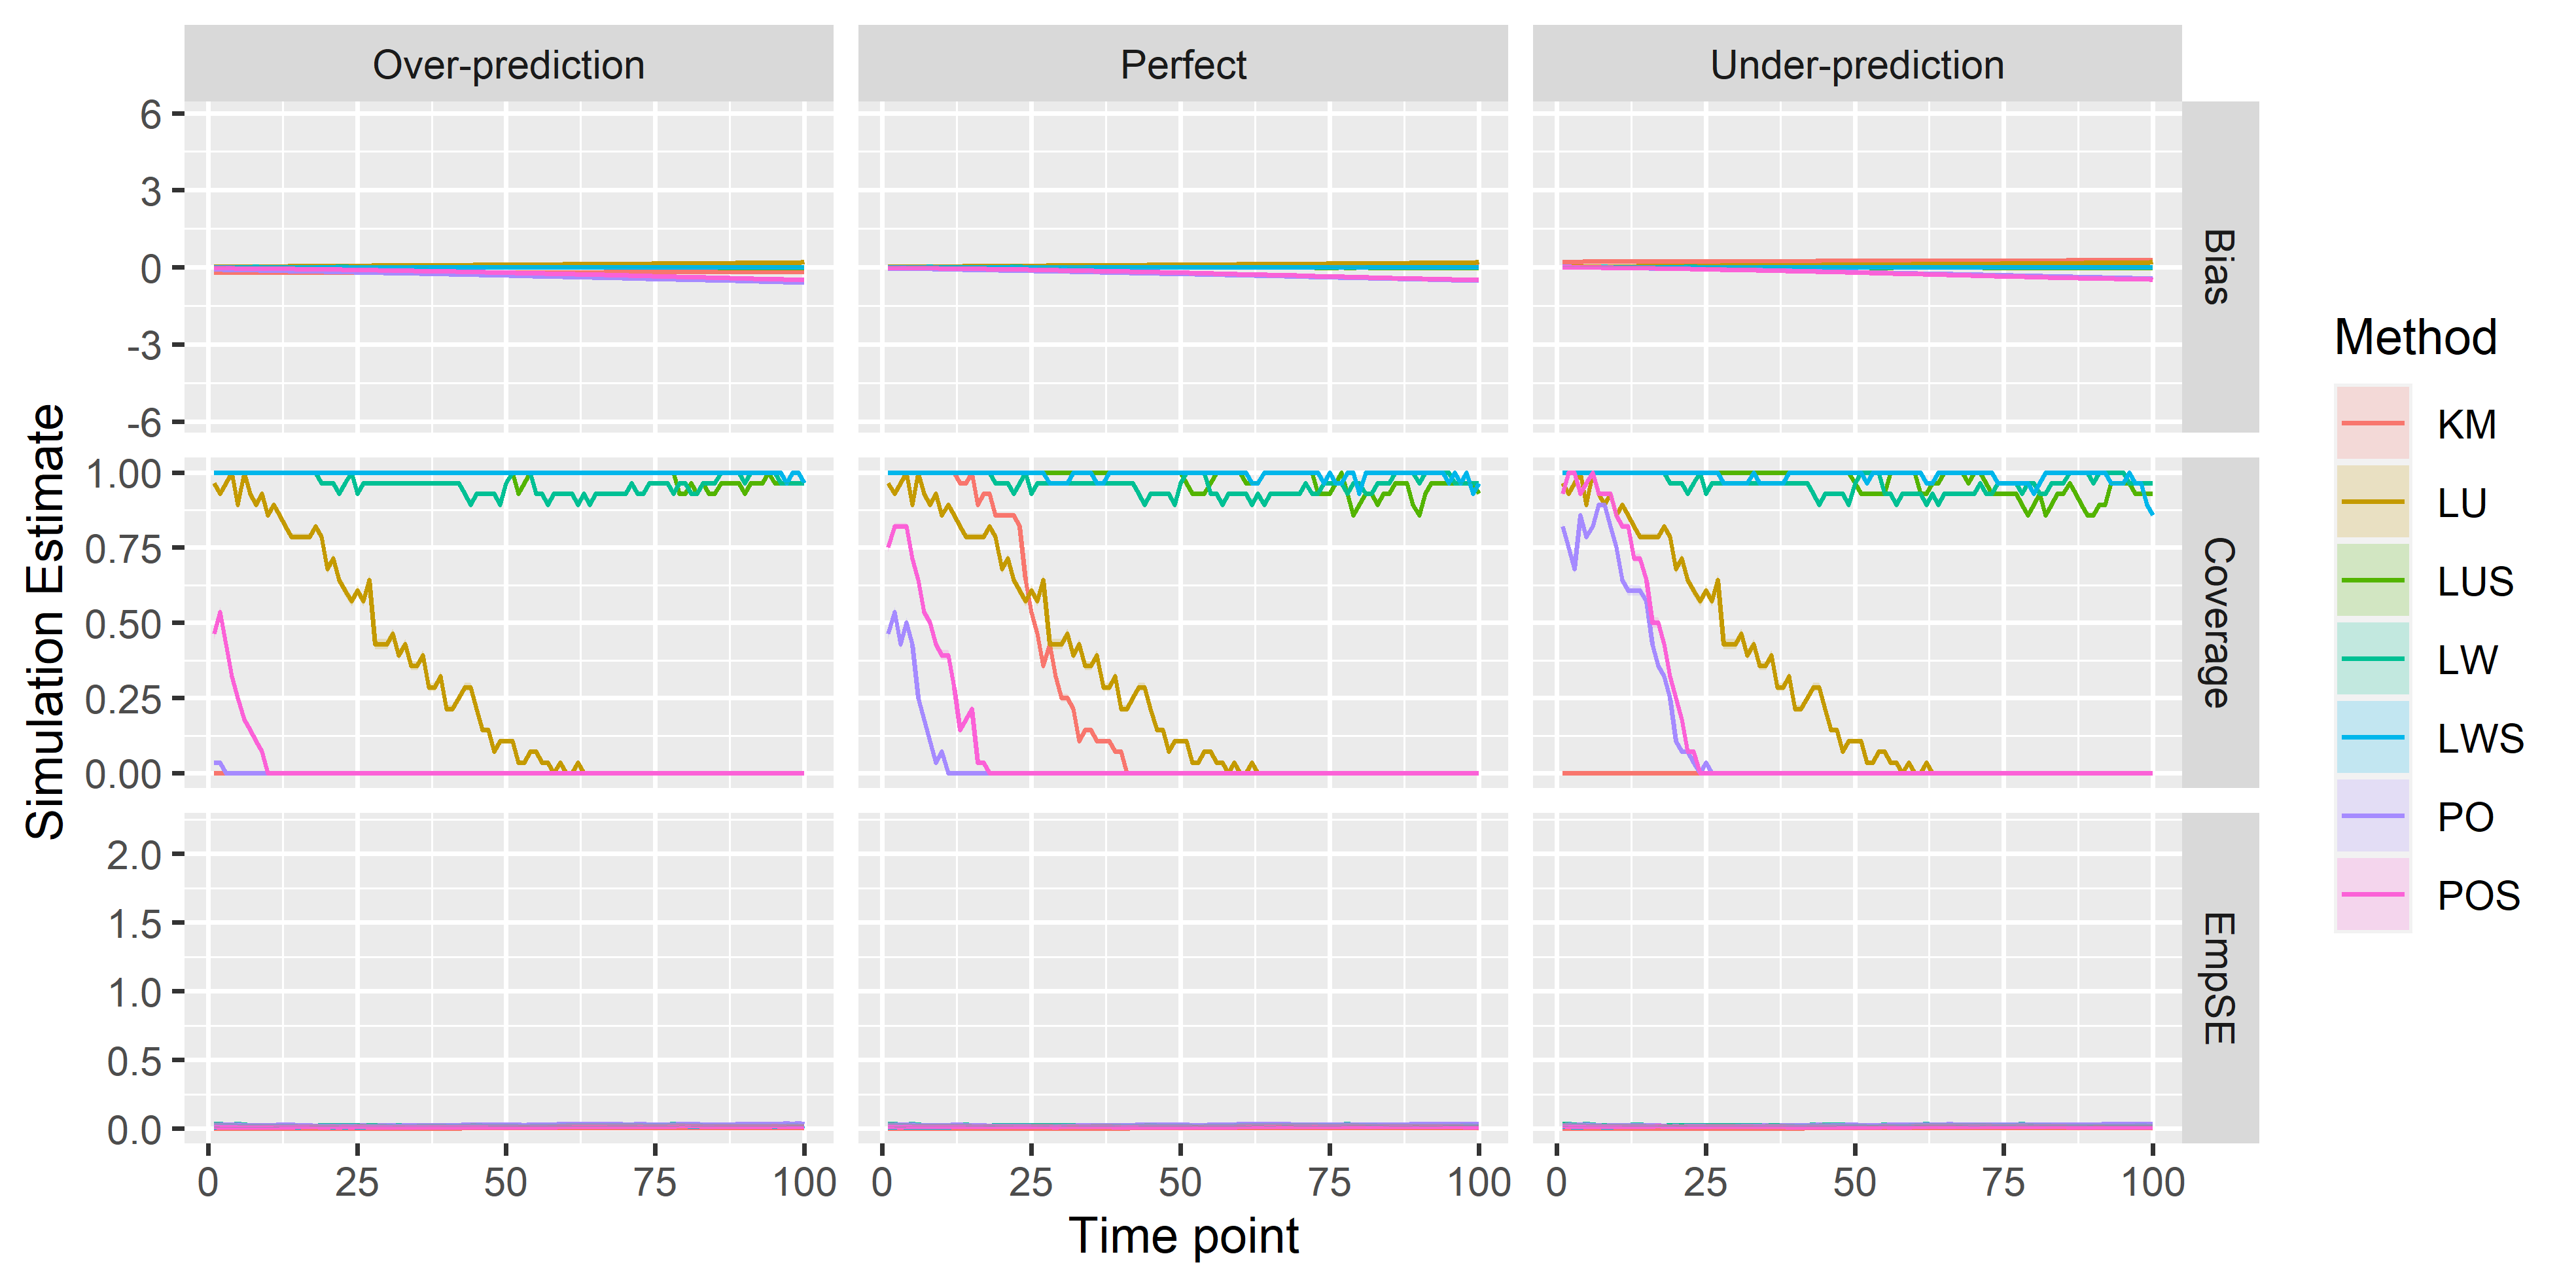 Over-prediction
Perfect
Under-prediction
6
3
0
-3
-6
Bias
1.00
0.75
0.50
0.25
0.00
Coverage
2.0
1.5
1.0
0.5
0.0
EmpSE
0 25 50 75 100
0 25 50 75 100
0 25 50 75 100
Time point
Simulation Estimate
Method
KM
LU
LUS
LW
LWS
PO
POS